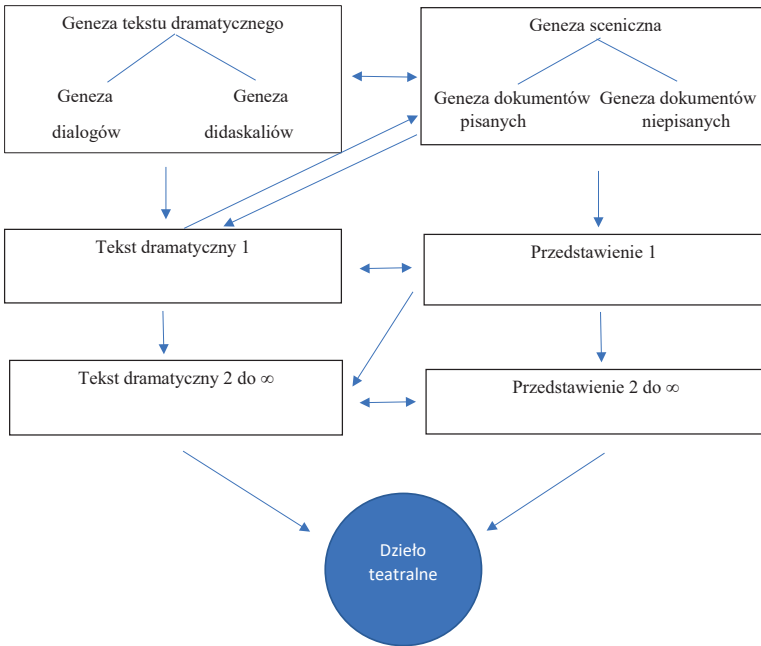 Geneza tekstu dramatycznego
Geneza
dialogów
Geneza
didaskaliów
Geneza sceniczna
Geneza dokumentów
pisanych
Geneza dokumentów
niepisanych
Tekst dramatyczny 1
Przedstawienie 1
Tekst dramatyczny 2 do ∞
Przedstawienie 2 do ∞
Dzieło
teatralne